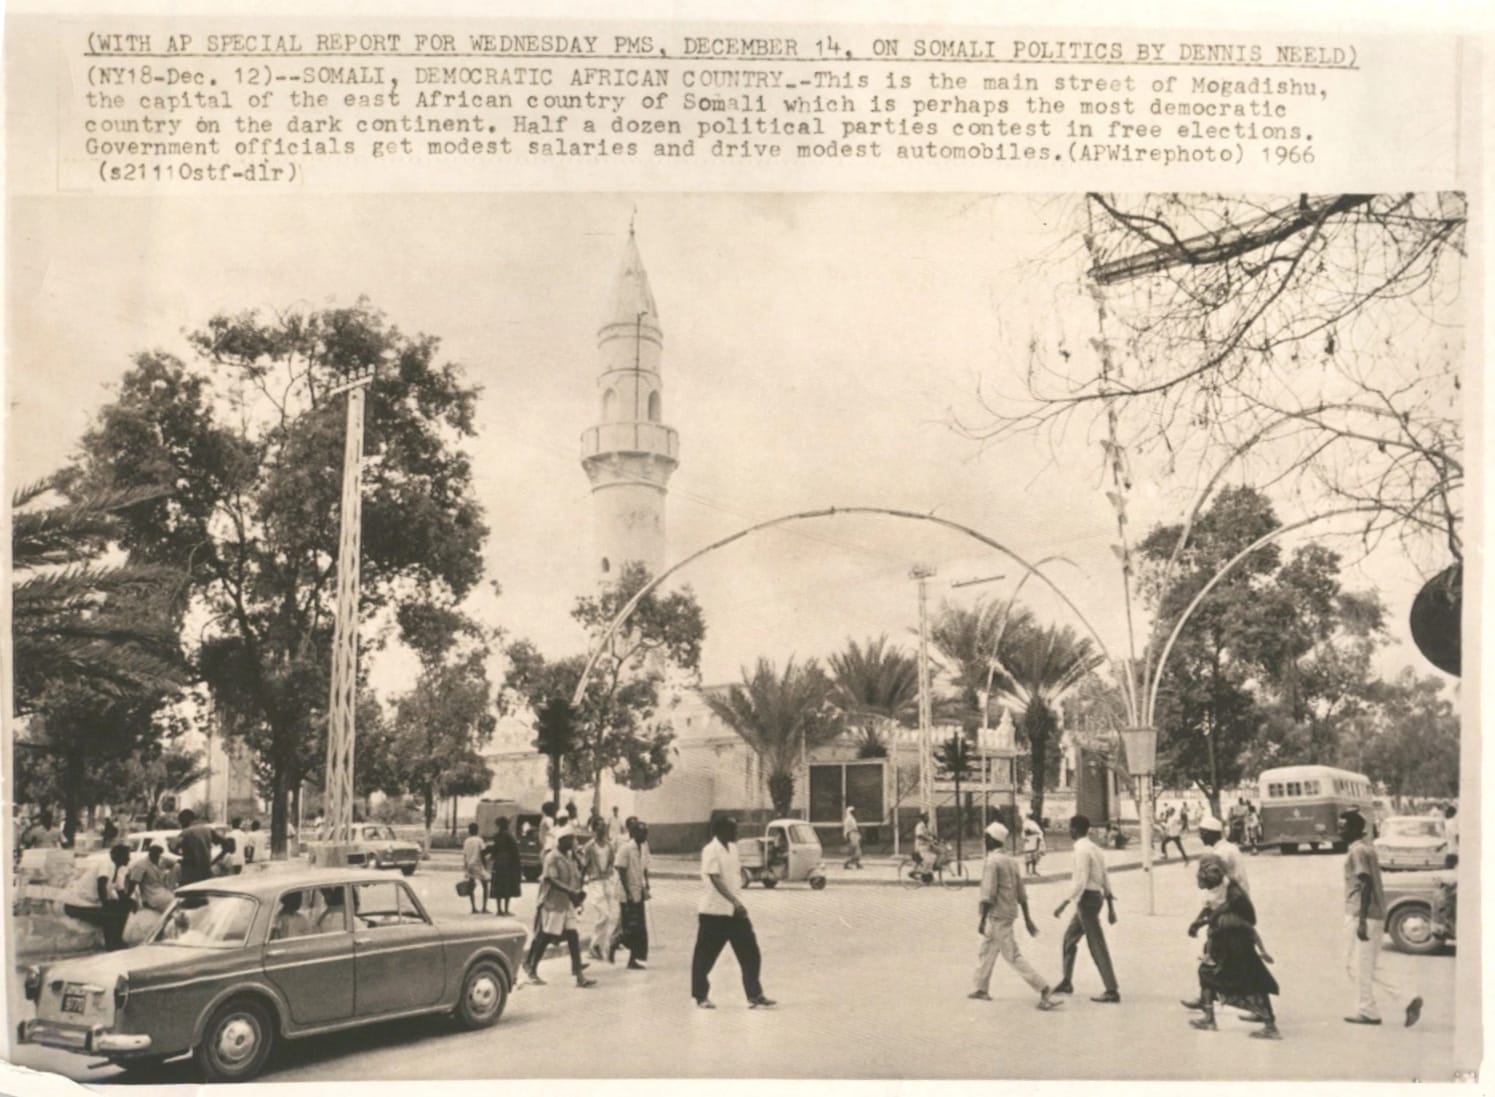 (WITH AP SPECIAL REPORT FOR WEDNESDAY PMS, DECEMBER 14, ON SOMALI POLITICS BY DENNIS NEELD)
(NY18-Dec. 12)--SOMALI, DEMOCRATIC AFRICAN COUNTRY_--This is the main street of Mogadishu,
the capital of the east African country of Somali which is perhaps the most democratic
country on the dark continent. Half a dozen political parties contest in free elections.
Government officials get modest salaries and drive modest automobiles.(APWirephoto) 1966
(s21110stf-dlr)